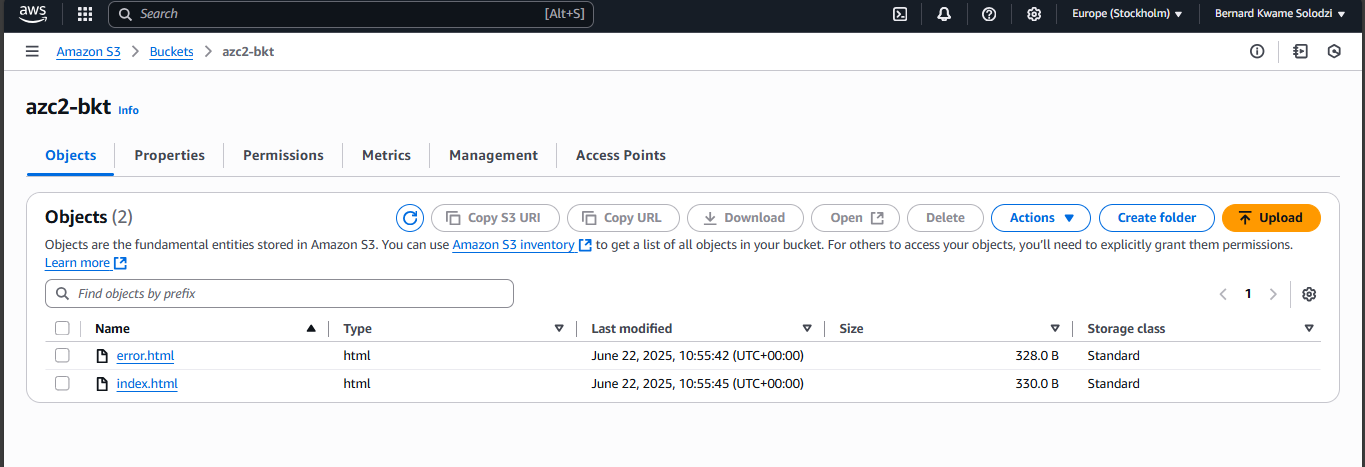 aws Search [Alt+S] Europe (Stockholm) Bernard Kwame Solodzi
Amazon S3 Buckets azc2-bkt
azc2-bkt Info
Objects Properties Permissions Metrics Management Access Points
Objects (2) Copy S3 URI Copy URL Download Open Delete Actions Create folder Upload
Objects are the fundamental entities stored in Amazon S3. You can use Amazon S3 inventory to get a list of all objects in your bucket. For others to access your objects, you'll need to explicitly grant them permissions.
Learn more
Find objects by prefix 1
Name Type Last modified Size Storage class
error.html html June 22, 2025, 10:55:42 (UTC+00:00) 328.0 B Standard
index.html html June 22, 2025, 10:55:45 (UTC+00:00) 330.0 B Standard